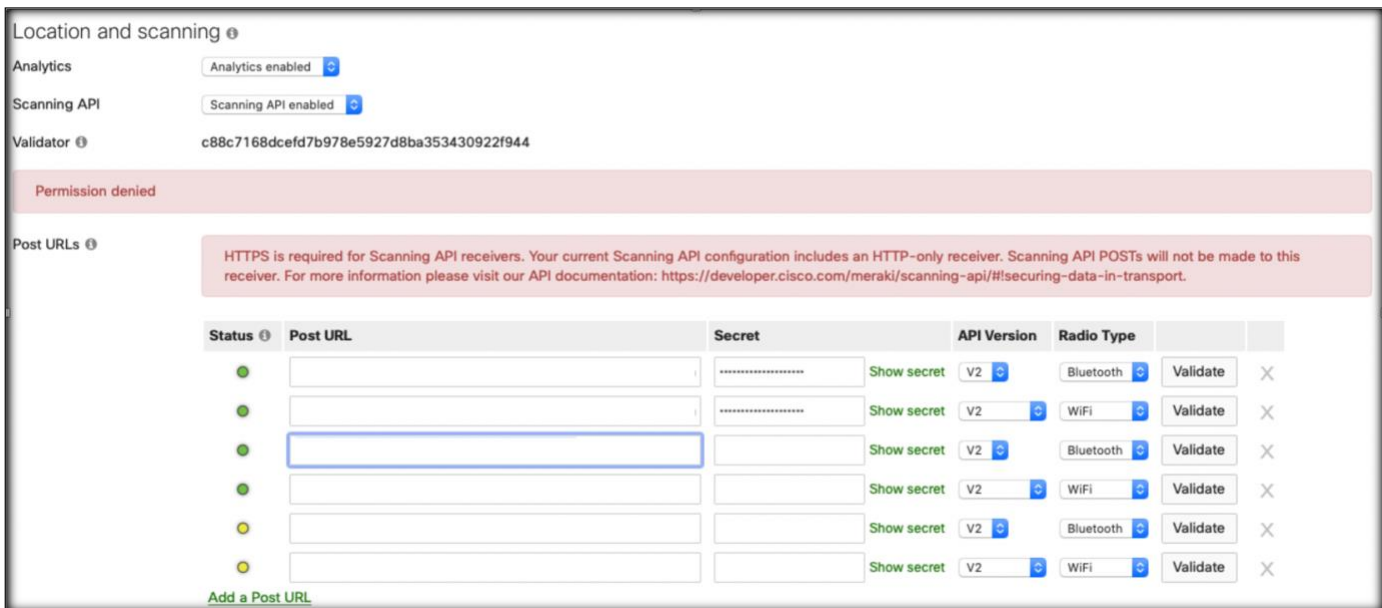 Location and scanning
Analytics Analytics enabled
Scanning API Scanning API enabled
Validator c88c7168dcefd7b978e5927d8ba353430922f944
Permission denied
Post URLs
HTTPS is required for Scanning API receivers. Your current Scanning API configuration includes an HTTP-only receiver. Scanning API POSTs will not be made to this
receiver. For more information please visit our API documentation: https://developer.cisco.com/meraki/scanning-api/#!securing-data-in-transport.
Status Post URL Secret API Version Radio Type
Show secret V2 Bluetooth Validate X
Show secret V2 WiFi Validate X
Show secret V2 Bluetooth Validate X
Show secret V2 WiFi Validate X
Show secret V2 Bluetooth Validate X
Show secret V2 WiFi Validate X
Add a Post URL